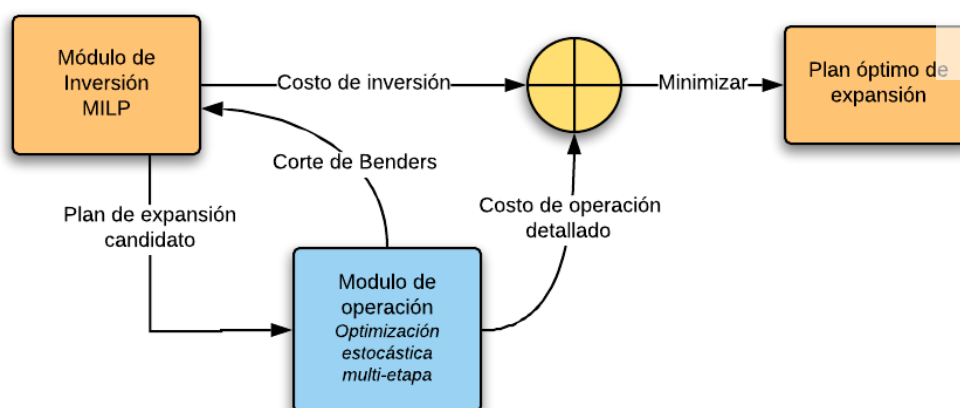 Módulo de
Inversión
MILP
Costo de inversión
Minimizar
Plan óptimo de
expansión
Corte de Benders
Plan de expansión
candidato
Costo de operación
detallado
Modulo de
operación
Optimización
estocástica
multi-etapa